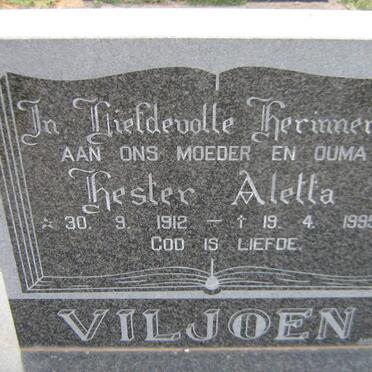 In Liefdevolle Herinner
AAN ONS MOEDER EN OUMA
Hester Aletta
☆ 30. 9. 1912 – † 19. 4. 1995
GOD IS LIEFDE.
VILJOEN